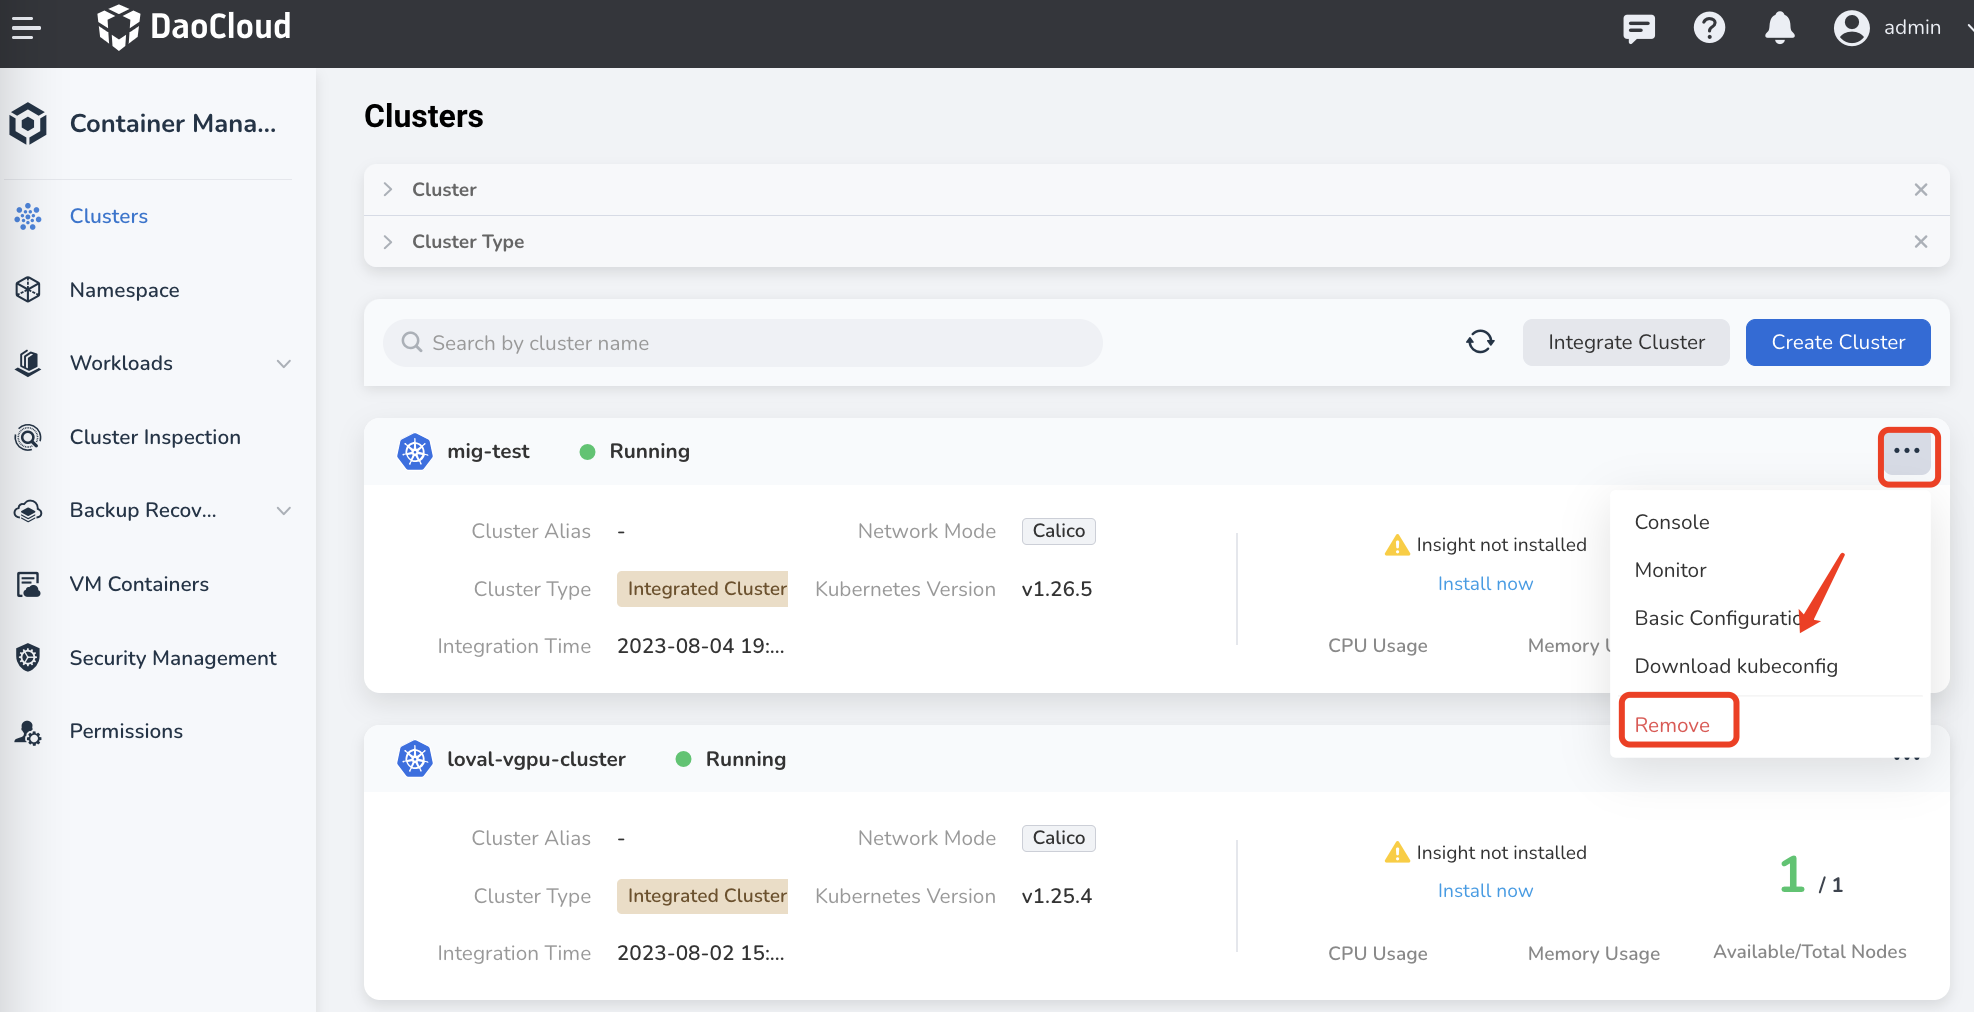 DaoCloud
admin
Container Mana...
Clusters
Namespace
Workloads
Cluster Inspection
Backup Recov...
VM Containers
Security Management
Permissions
Clusters
Cluster
Cluster Type
Search by cluster name
Integrate Cluster
Create Cluster
mig-test Running
Cluster Alias - Network Mode Calico
Cluster Type Integrated Cluster Kubernetes Version v1.26.5
Integration Time 2023-08-04 19:...
Insight not installed
Install now
CPU Usage Memory
Console
Monitor
Basic Configuratio
Download kubeconfig
Remove
loval-vgpu-cluster Running
Cluster Alias - Network Mode Calico
Cluster Type Integrated Cluster Kubernetes Version v1.25.4
Integration Time 2023-08-02 15:...
Insight not installed
Install now
1 / 1
CPU Usage Memory Usage Available/Total Nodes